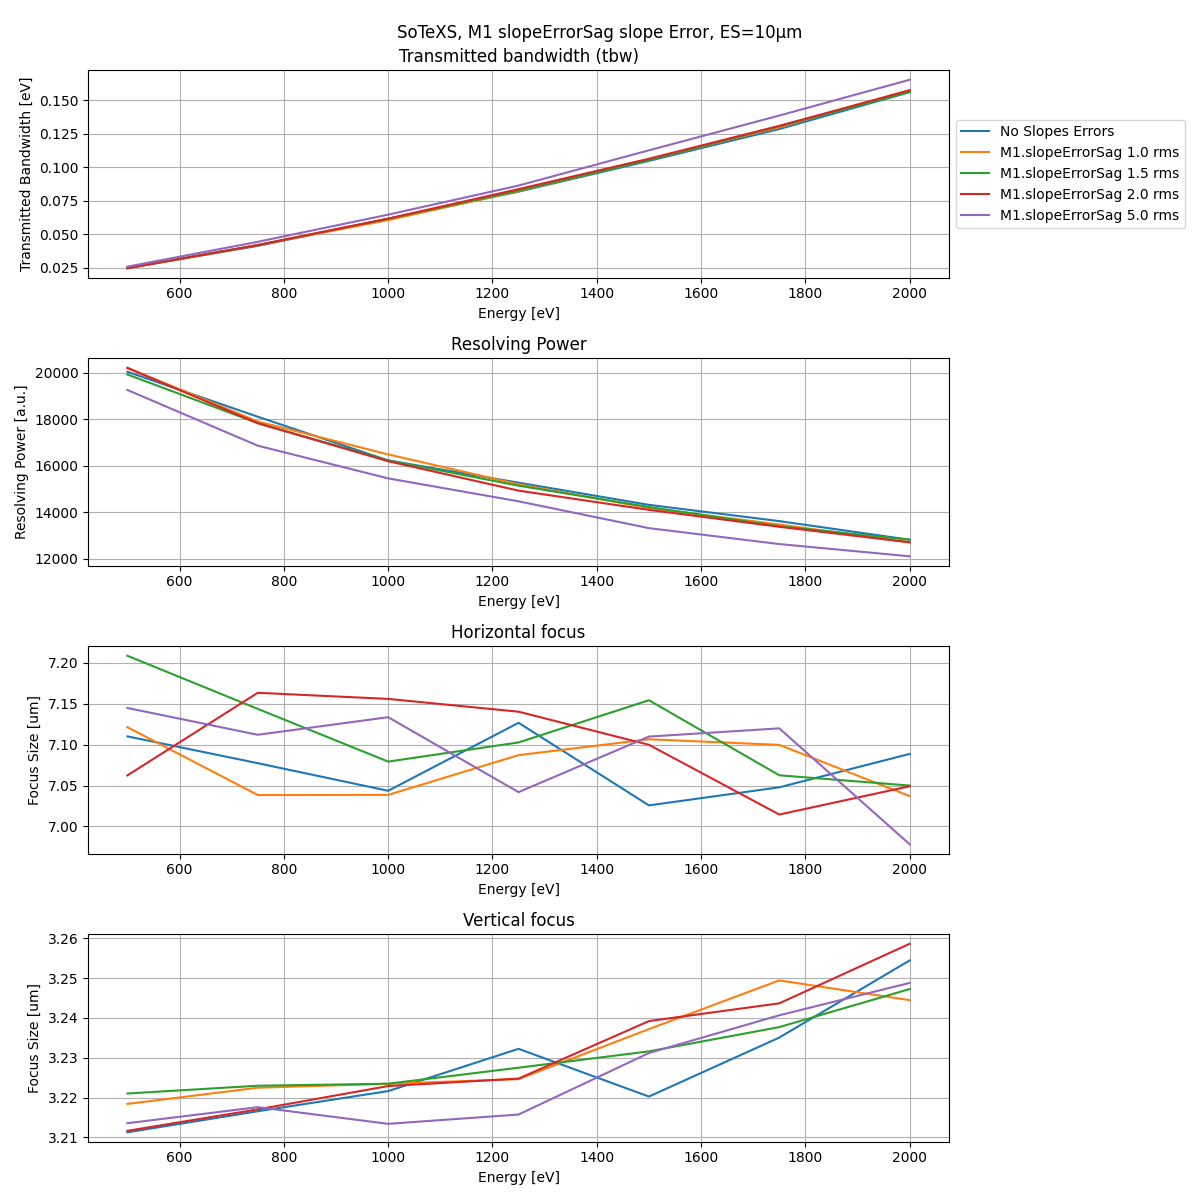 SoTeXS, M1 slopeErrorSag slope Error, ES=10μm
Transmitted bandwidth (tbw)
Transmitted Bandwidth [eV]
0.150
0.125
0.100
0.075
0.050
0.025
600 800 1000 1200 1400 1600 1800 2000
Energy [eV]
No Slopes Errors
M1.slopeErrorSag 1.0 rms
M1.slopeErrorSag 1.5 rms
M1.slopeErrorSag 2.0 rms
M1.slopeErrorSag 5.0 rms
Resolving Power
Resolving Power [a.u.]
20000
18000
16000
14000
12000
600 800 1000 1200 1400 1600 1800 2000
Energy [eV]
Horizontal focus
Focus Size [um]
7.20
7.15
7.10
7.05
7.00
600 800 1000 1200 1400 1600 1800 2000
Energy [eV]
Vertical focus
Focus Size [um]
3.26
3.25
3.24
3.23
3.22
3.21
600 800 1000 1200 1400 1600 1800 2000
Energy [eV]